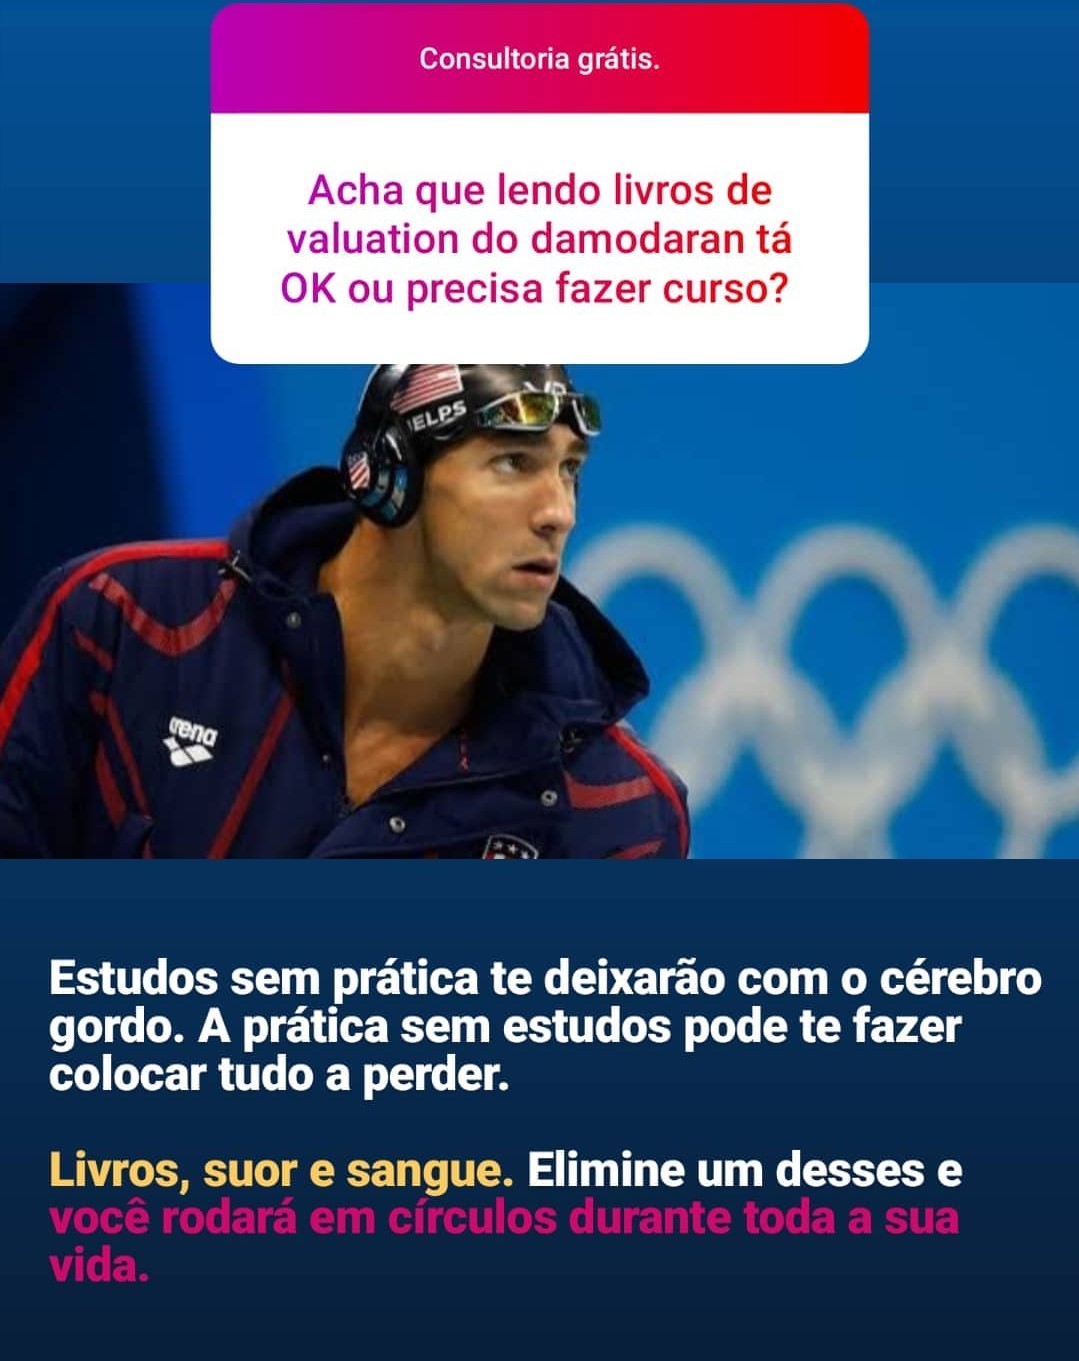 Consultoria grátis.
Acha que lendo livros de
valuation do damodaran tá
OK ou precisa fazer curso?
ELPS
arena
Estudos sem prática te deixarão com o cérebro
gordo. A prática sem estudos pode te fazer
colocar tudo a perder.
Livros, suor e sangue. Elimine um desses e
você rodará em círculos durante toda a sua
vida.